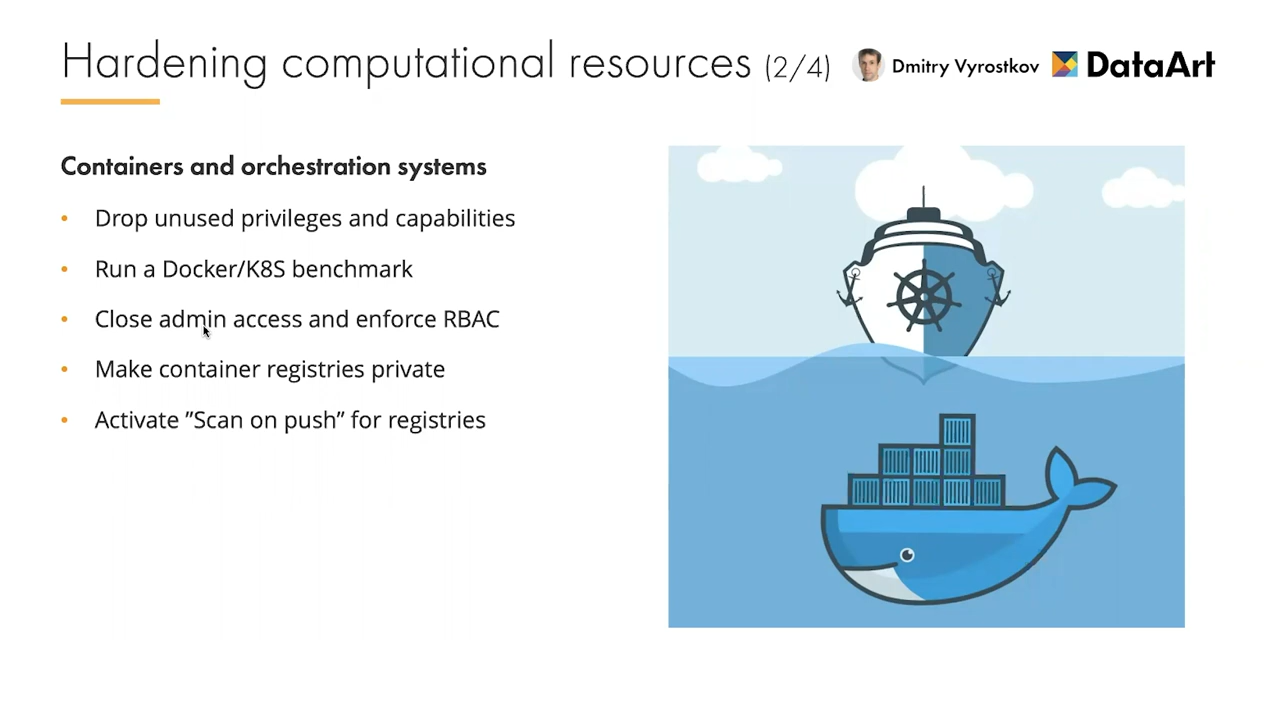 Hardening computational resources (2/4)
Dmitry Vyrostkov
DataArt
Containers and orchestration systems
• Drop unused privileges and capabilities
• Run a Docker/K8S benchmark
• Close admin access and enforce RBAC
• Make container registries private
• Activate ”Scan on push” for registries